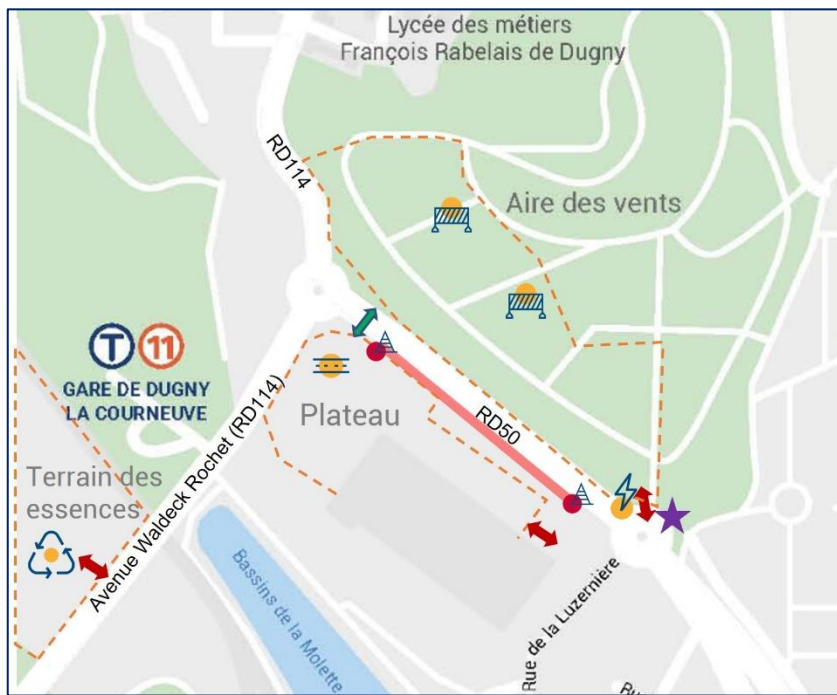 Lycée des métiers
François Rabelais de Dugny
RD114
Aire des vents
T 11
GARE DE DUGNY
LA COURNEUVE
Plateau
RD50
Avenue Waldeck Rochet (RD114)
Terrain des
essences
Bassins de la Molette
Rue de la Luzernière